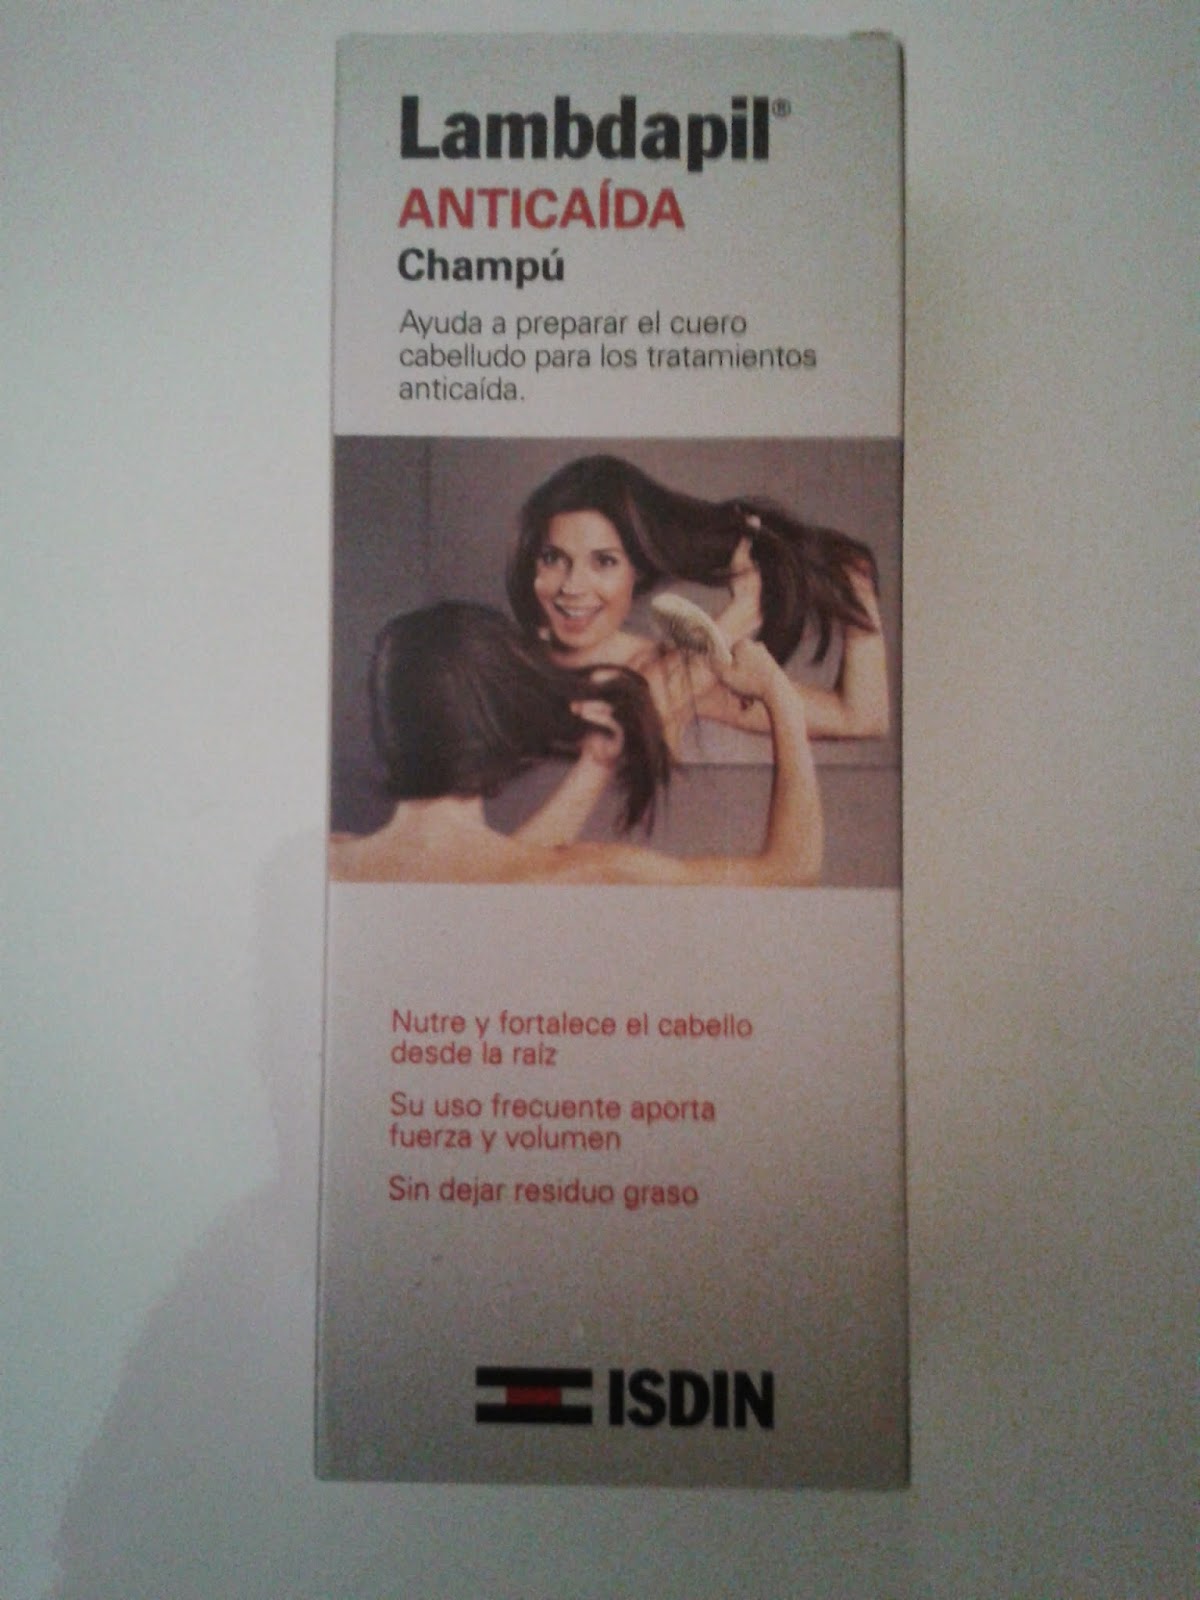 Lambdapil®
ANTICAÍDA
Champú
Ayuda a preparar el cuero
cabelludo para los tratamientos
anticaída.
Nutre y fortalece el cabello
desde la raíz
Su uso frecuente aporta
fuerza y volumen
Sin dejar residuo graso
ISDIN